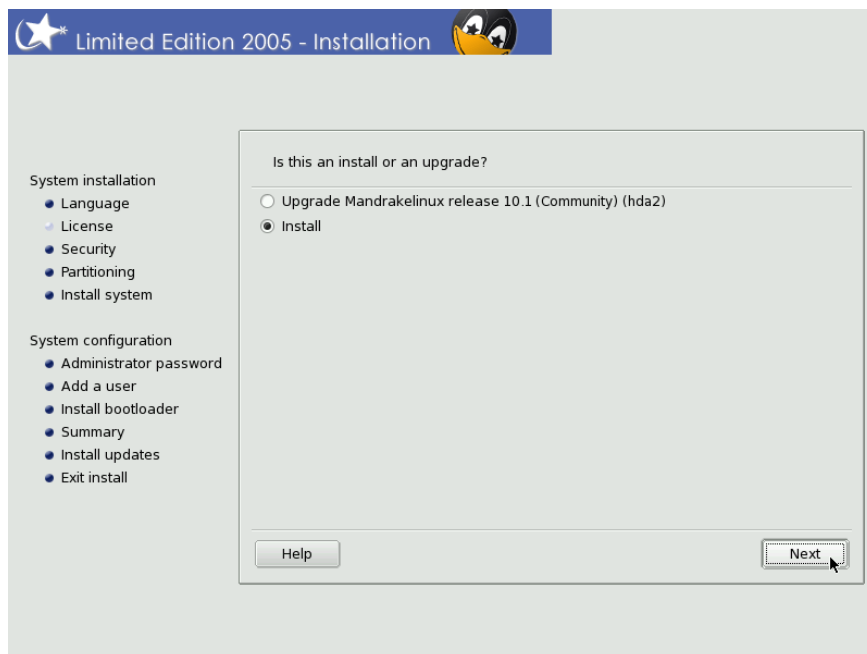 Limited Edition 2005 - Installation
Is this an install or an upgrade?
System installation
Language
License
Security
Partitioning
Install system
System configuration
Administrator password
Add a user
Install bootloader
Summary
Install updates
Exit install
Upgrade Mandrakelinux release 10.1 (Community) (hda2)
Install
Help
Next